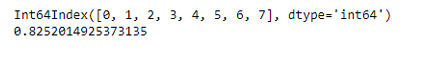 Int64Index([0, 1, 2, 3, 4, 5, 6, 7], dtype='int64')
0.8252014925373135